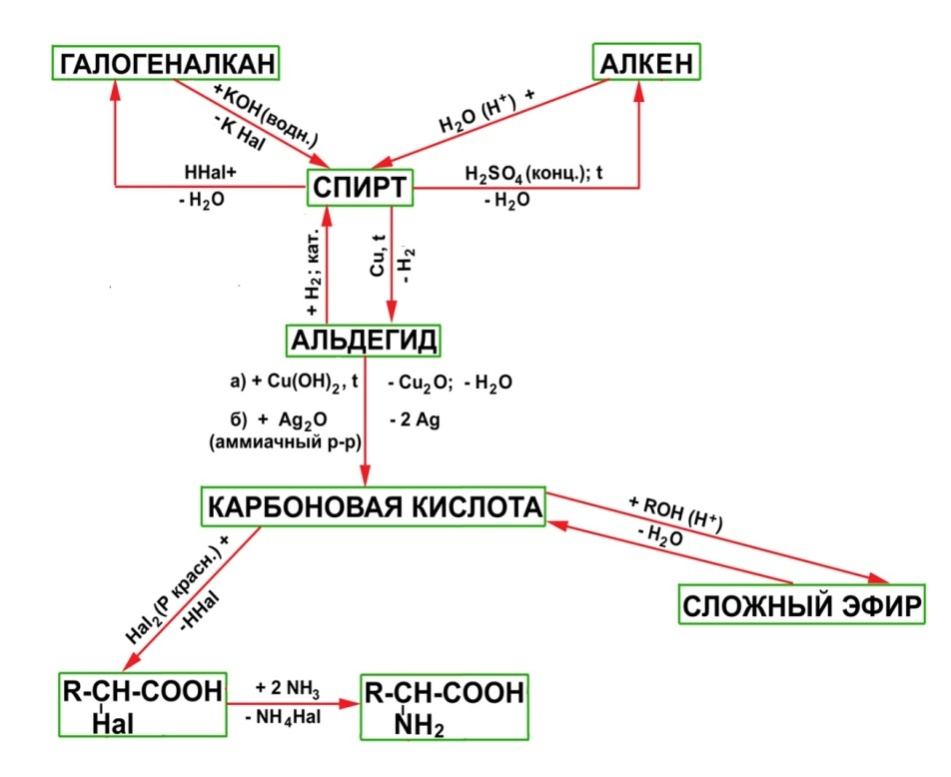 ГАЛОГЕНАЛКАН
АЛКЕН
+KOH(водн.)
-K Hal
H₂O (H⁺) +
HHal+
- H₂O
СПИРТ
H₂SO₄(конц.); t
- H₂O
+ H₂; кат.
Cu, t
- H₂
АЛЬДЕГИД
а) + Cu(OH)₂, t - Cu₂O; - H₂O
б) + Ag₂O - 2 Ag
(аммиачный р-р)
КАРБОНОВАЯ КИСЛОТА
+ ROH (H⁺)
- H₂O
СЛОЖНЫЙ ЭФИР
Hal₂(P красн.) +
-HHal
R-CH-COOH
Hal
+ 2 NH₃
- NH₄Hal
R-CH-COOH
NH₂